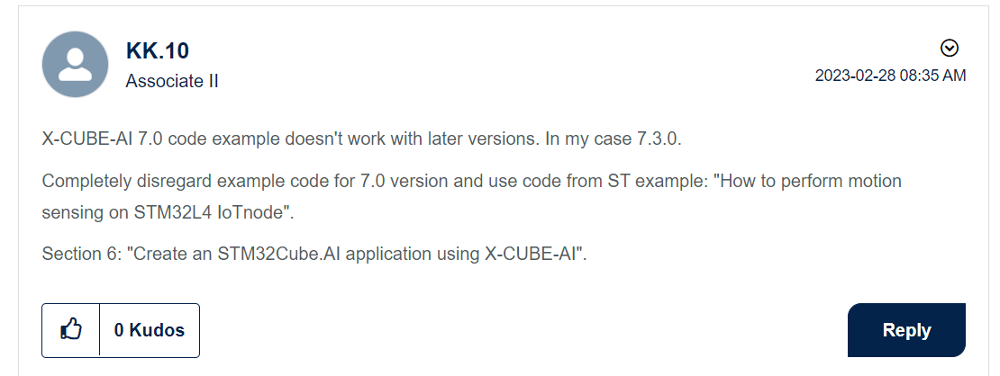 KK.10
Associate II
2023-02-28 08:35 AM
X-CUBE-AI 7.0 code example doesn't work with later versions. In my case 7.3.0.
Completely disregard example code for 7.0 version and use code from ST example: "How to perform motion
sensing on STM32L4 IoTnode".
Section 6: "Create an STM32Cube.AI application using X-CUBE-AI".
0 Kudos
Reply